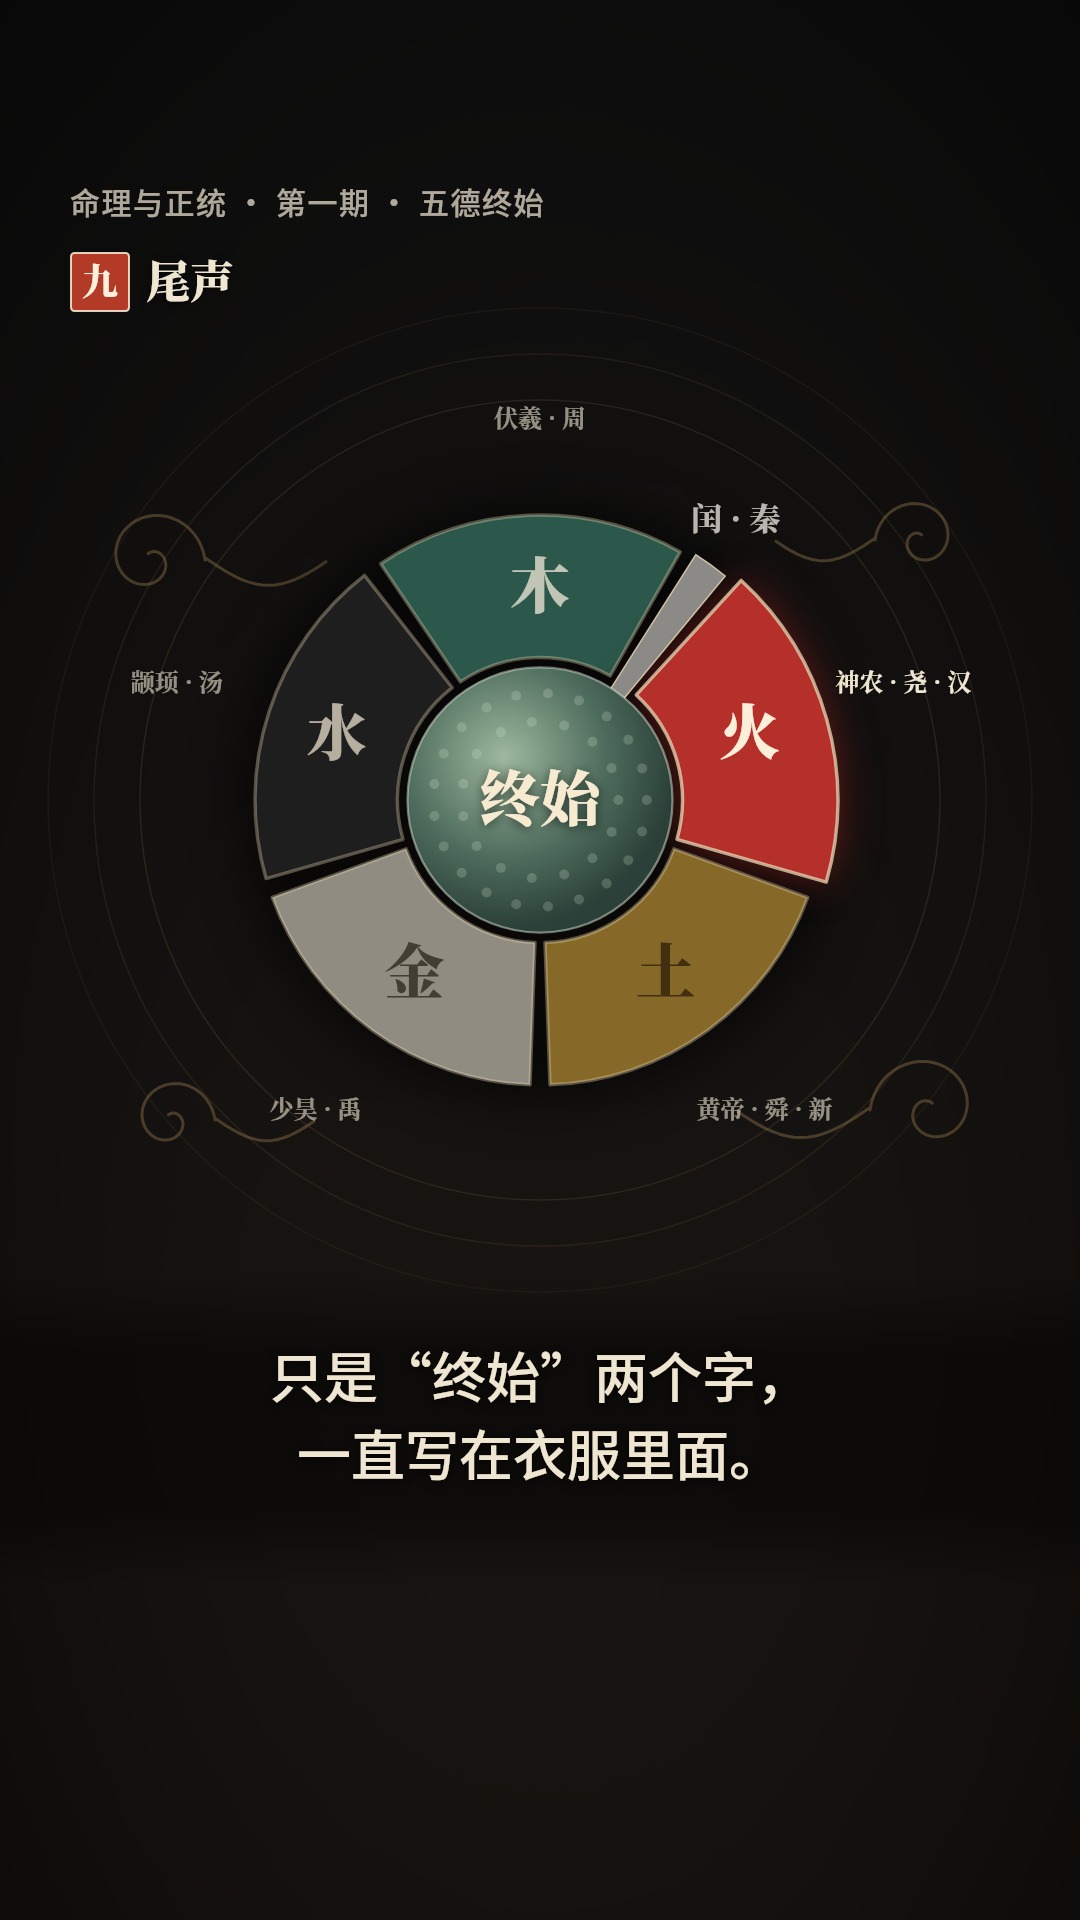 命理与正统 · 第一期 · 五德终始
九 尾声
伏羲 · 周
闰 · 秦
木
颛顼 · 汤
神农 · 尧 · 汉
水
火
终始
金
土
少昊 · 禹
黄帝 · 舜 · 新
只是“终始”两个字，
一直写在衣服里面。